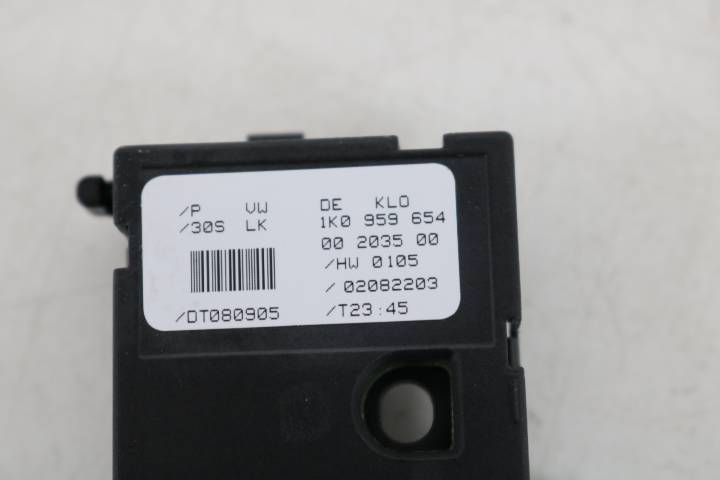 /P VW DE KLO
/30S LK 1K0 959 654
00 2035 00
/HW 0105
/ 02082203
/DT080905 /T23:45